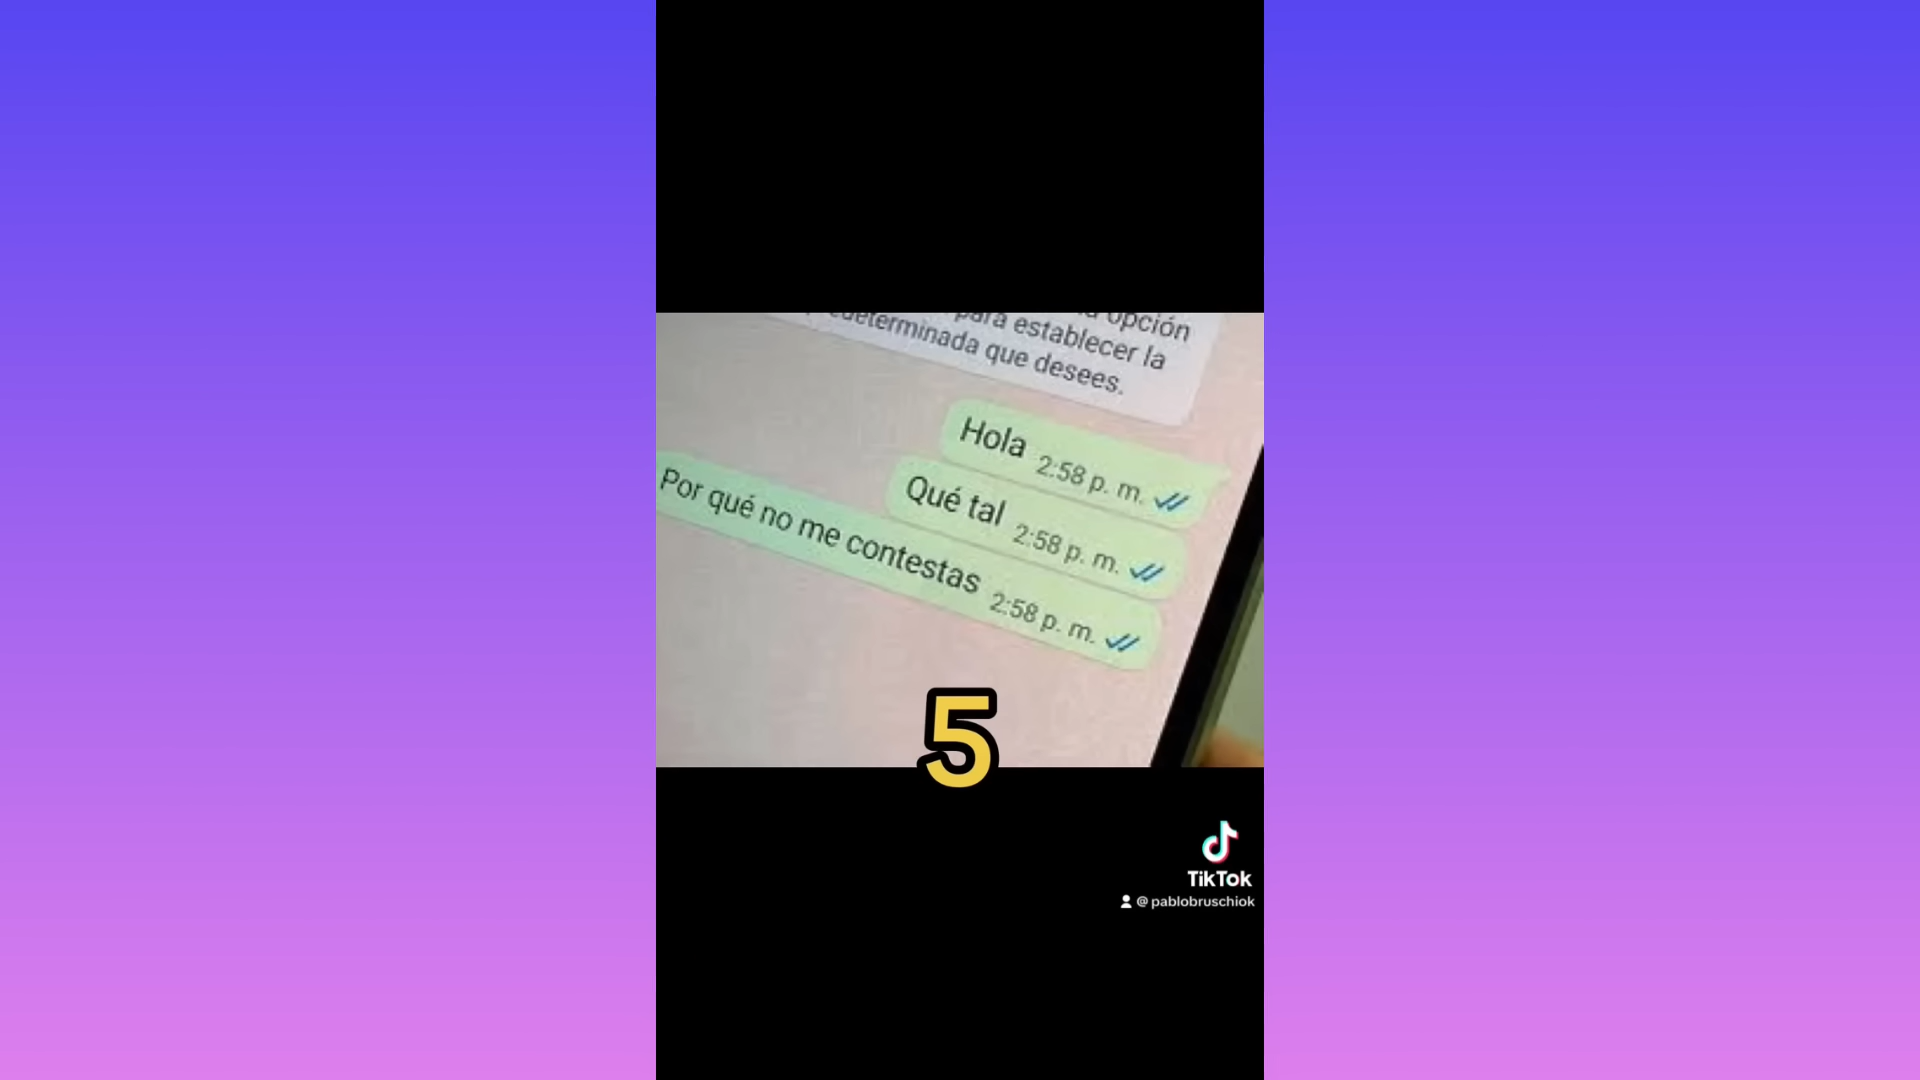 opción
para establecer la
que desees.
Hola 2:58 p. m.
Qué tal 2:58 p. m.
Por qué no me contestas 2:58 p. m.
5
TikTok
@pablobruschiok